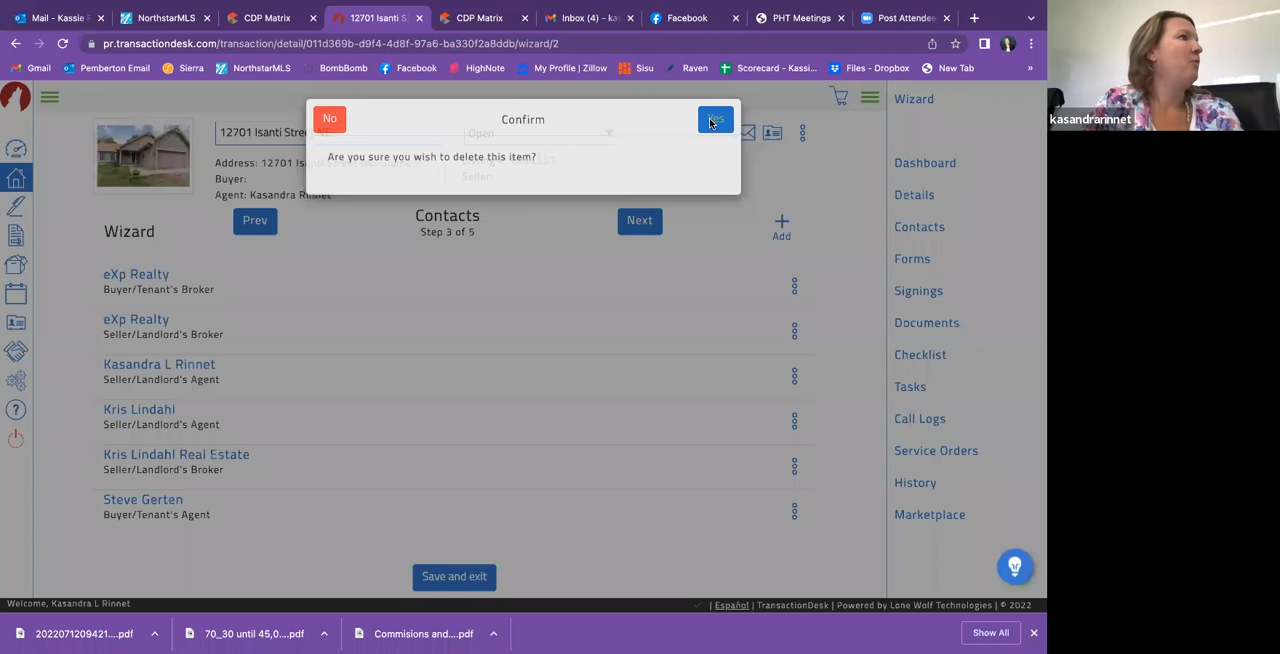 Mail - Kassie F
NorthstarMLS
CDP Matrix
12701 Isanti S
CDP Matrix
Inbox (4) - ka
Facebook
PHT Meetings
Post Attendee
pr.transactiondesk.com/transaction/detail/011d369b-d9f4-4d8f-97a6-ba330f2a8ddb/wizard/2
Gmail
Pemberton Email
Sierra
NorthstarMLS
BombBomb
Facebook
HighNote
My Profile | Zillow
Sisu
Raven
Scorecard - Kassi...
Files - Dropbox
New Tab
No
Confirm
Yes
Are you sure you wish to delete this item?
12701 Isanti Street NE
Open
Address: 12701 Isanti Street
Buyer:
Seller:
Agent: Kasandra Rinnet
Wizard
Prev
Contacts
Step 3 of 5
Next
Add
eXp Realty
Buyer/Tenant's Broker
eXp Realty
Seller/Landlord's Broker
Kasandra L Rinnet
Seller/Landlord's Agent
Kris Lindahl
Seller/Landlord's Agent
Kris Lindahl Real Estate
Seller/Landlord's Broker
Steve Gerten
Buyer/Tenant's Agent
Save and exit
Wizard
Dashboard
Details
Contacts
Forms
Signings
Documents
Checklist
Tasks
Call Logs
Service Orders
History
Marketplace
kasandrarinnet
Welcome, Kasandra L Rinnet
| Español | TransactionDesk | Powered by Lone Wolf Technologies | © 2022
2022071209421....pdf
70_30 until 45,0....pdf
Commisions and....pdf
Show All